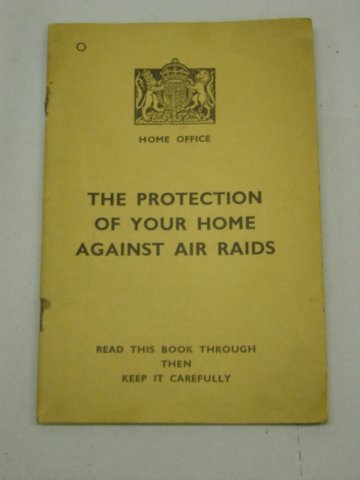 HOME OFFICE
THE PROTECTION
OF YOUR HOME
AGAINST AIR RAIDS
READ THIS BOOK THROUGH
THEN
KEEP IT CAREFULLY